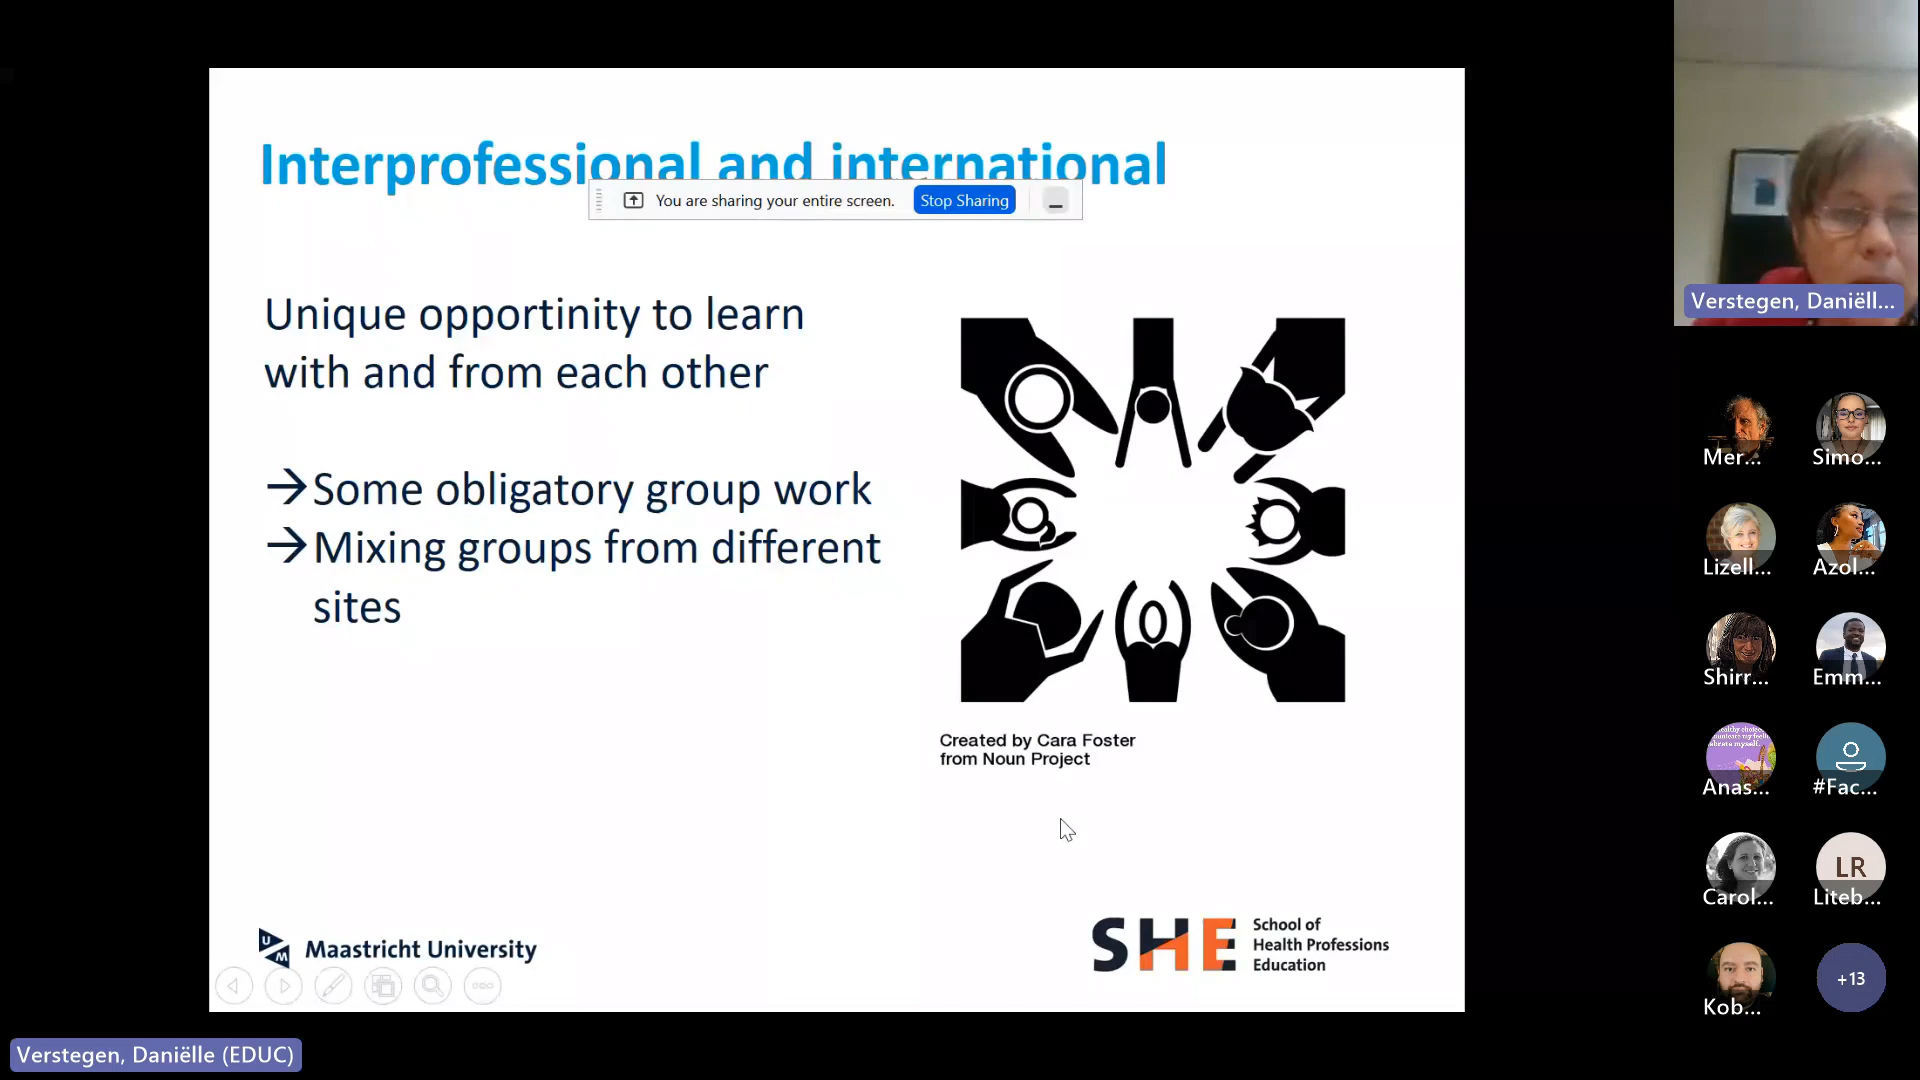 Interprofessional and international
You are sharing your entire screen.
Stop Sharing
Unique opportinity to learn
with and from each other
→Some obligatory group work
→Mixing groups from different
sites
Created by Cara Foster
from Noun Project
UM Maastricht University
SHE
School of
Health Professions
Education
Verstegen, Daniëlle (EDUC)
Verstegen, Daniëll...
Mer...
Simo...
Lizell...
Azol...
Shirr...
Emm...
Anas...
#Fac...
Carol...
LR
Liteb...
Kob...
+13